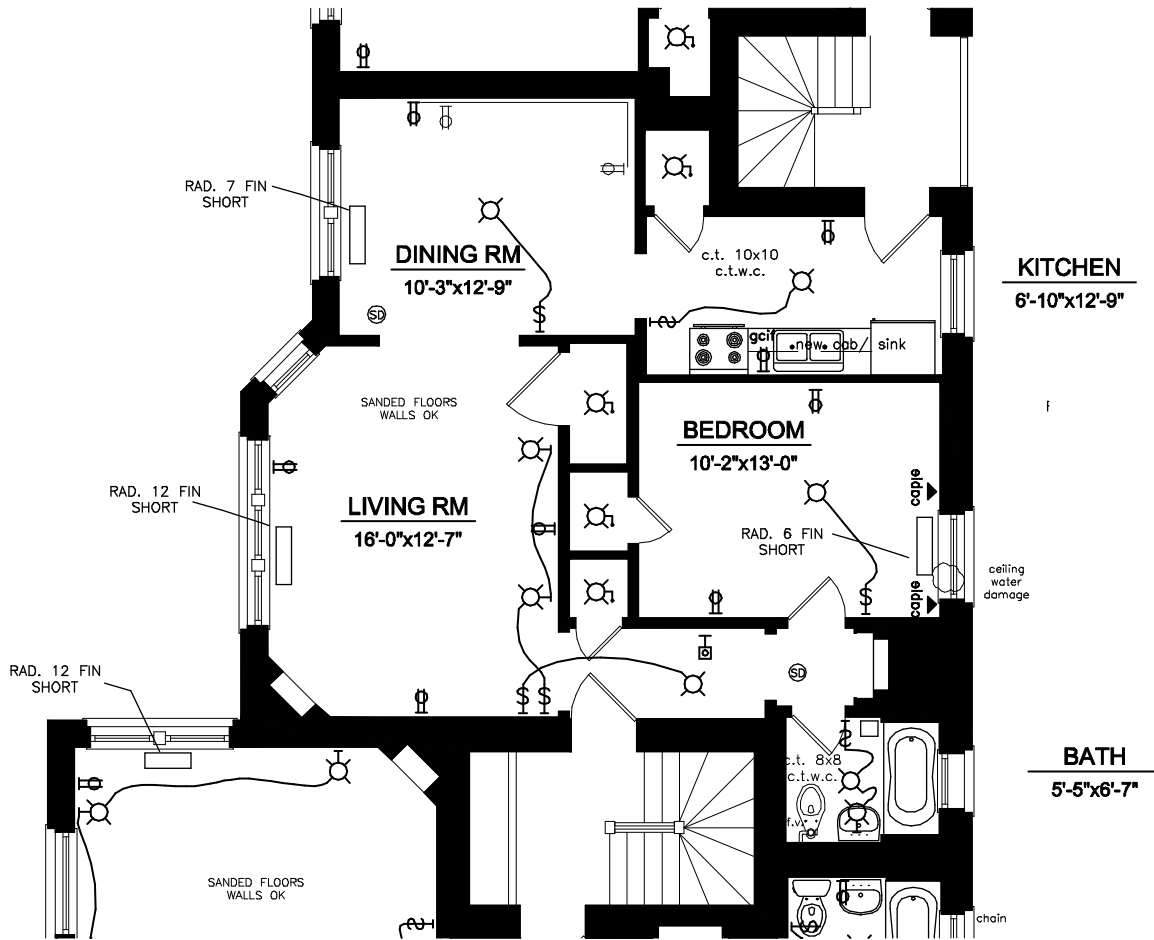 RAD. 7 FIN
SHORT
DINING RM
10'-3"x12'-9"
SD
S
c.t. 10x10
c.t.w.c.
S
KITCHEN
6'-10"x12'-9"
gcif
new cab/ sink
SANDED FLOORS
WALLS OK
BEDROOM
10'-2"x13'-0"
cable
RAD. 12 FIN
SHORT
LIVING RM
16'-0"x12'-7"
RAD. 6 FIN
SHORT
ceiling
water
damage
cable
S
RAD. 12 FIN
SHORT
SD
S S
S
c.t. 8x8
c.t.w.c.
f.v.
BATH
5'-5"x6'-7"
SANDED FLOORS
WALLS OK
S
S
chain